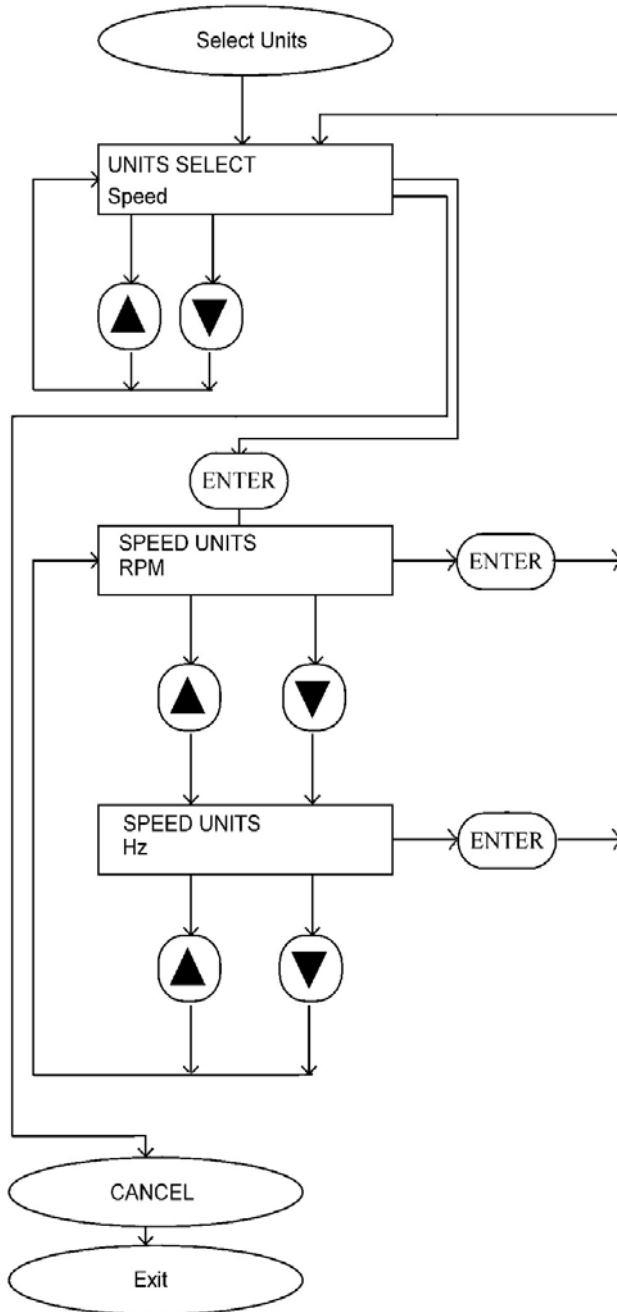 Select Units
UNITS SELECT
Speed
ENTER
SPEED UNITS
RPM
ENTER
SPEED UNITS
Hz
ENTER
CANCEL
Exit